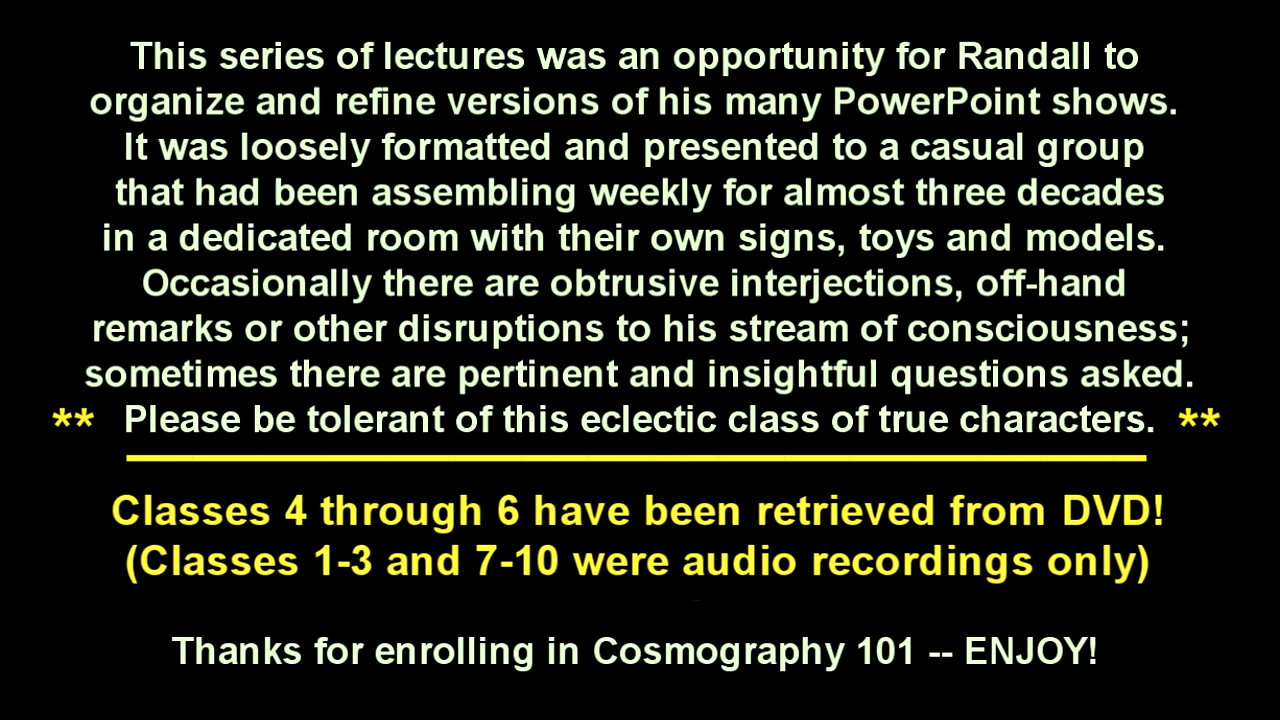 This series of lectures was an opportunity for Randall to
organize and refine versions of his many PowerPoint shows.
It was loosely formatted and presented to a casual group
that had been assembling weekly for almost three decades
in a dedicated room with their own signs, toys and models.
Occasionally there are obtrusive interjections, off-hand
remarks or other disruptions to his stream of consciousness;
sometimes there are pertinent and insightful questions asked.
** Please be tolerant of this eclectic class of true characters. **
Classes 4 through 6 have been retrieved from DVD!
(Classes 1-3 and 7-10 were audio recordings only)
Thanks for enrolling in Cosmography 101 -- ENJOY!